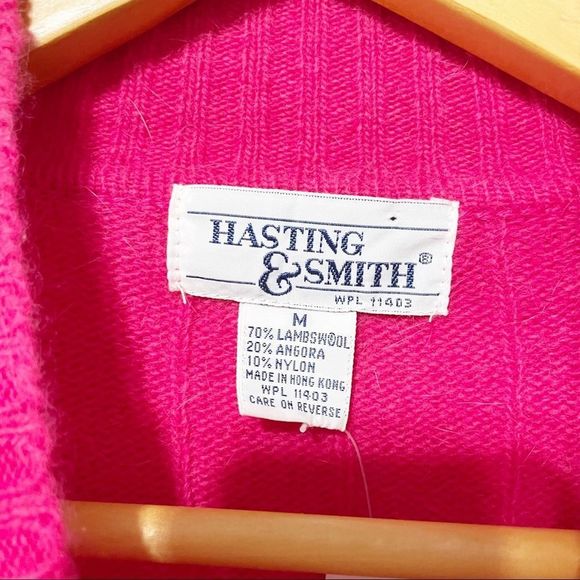 HASTING
& SMITH®
WPL 11403
M
70% LAMBSWOOL
20% ANGORA
10% NYLON
MADE IN HONG KONG
WPL 11403
CARE ON REVERSE